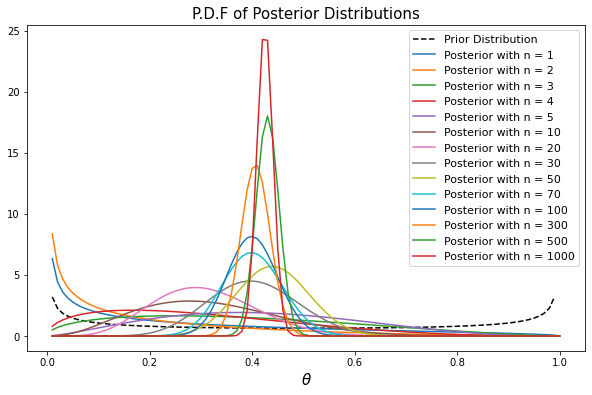 P.D.F of Posterior Distributions
25
20
15
10
5
0
0.0 0.2 0.4 0.6 0.8 1.0
θ
Prior Distribution
Posterior with n = 1
Posterior with n = 2
Posterior with n = 3
Posterior with n = 4
Posterior with n = 5
Posterior with n = 10
Posterior with n = 20
Posterior with n = 30
Posterior with n = 50
Posterior with n = 70
Posterior with n = 100
Posterior with n = 300
Posterior with n = 500
Posterior with n = 1000